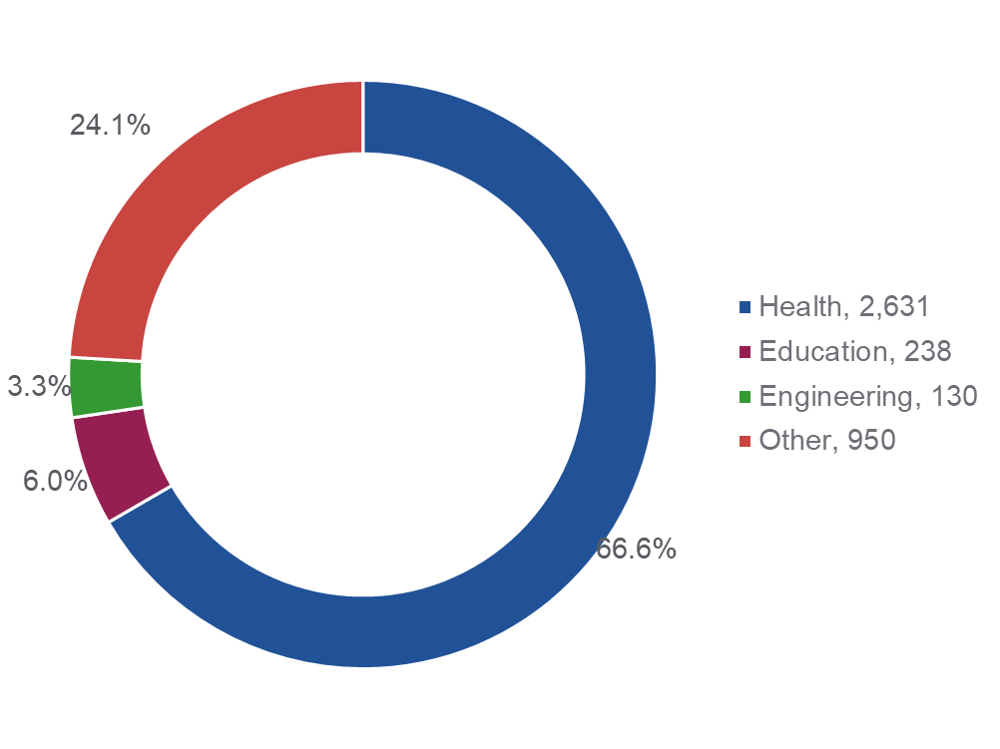 24.1%
3.3%
6.0%
66.6%
Health, 2,631
Education, 238
Engineering, 130
Other, 950